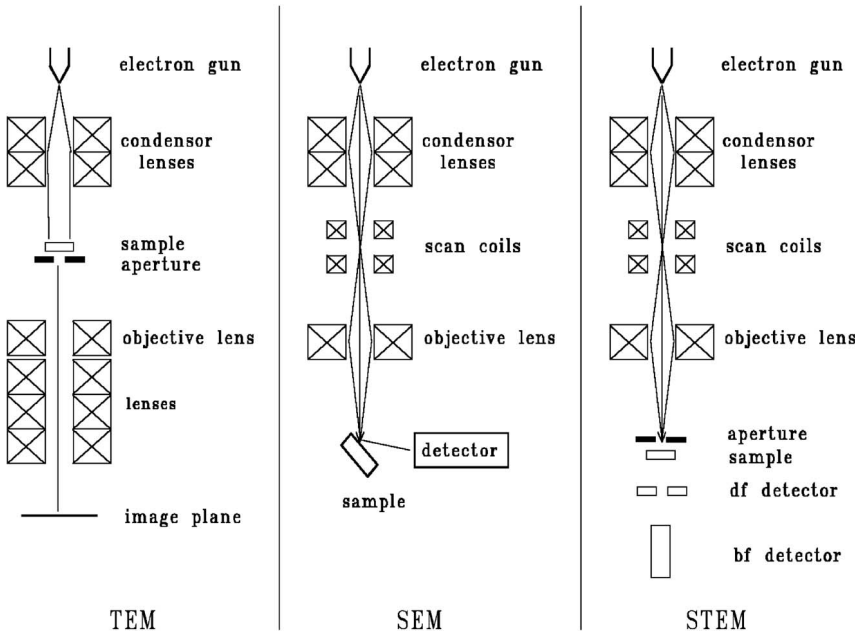 electron gun
condensor
lenses
sample
aperture
objective lens
lenses
image plane
TEM
electron gun
condensor
lenses
scan coils
objective lens
detector
sample
SEM
electron gun
condensor
lenses
scan coils
objective lens
aperture
sample
df detector
bf detector
STEM